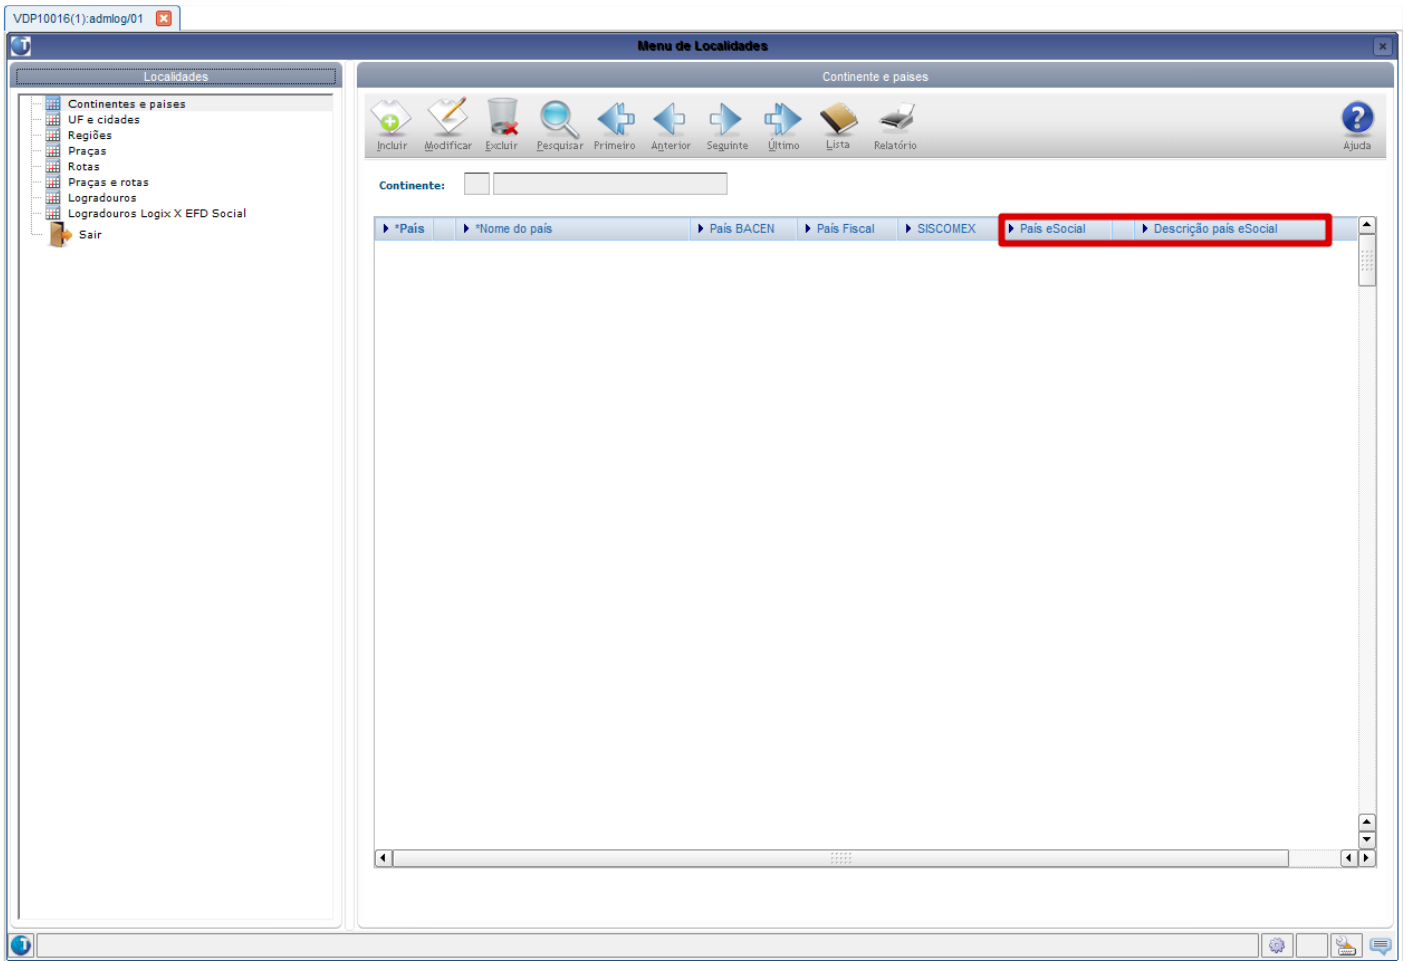 VDP10016(1):admlog/01
Menu de Localidades
Localidades
Continentes e países
UF e cidades
Regiões
Praças
Rotas
Praças e rotas
Logradouros
Logradouros Logix X EFD Social
Sair
Continente e países
Incluir Modificar Excluir Pesquisar Primeiro Anterior Seguinte Último Lista Relatório Ajuda
Continente:
*País *Nome do país País BACEN País Fiscal SISCOMEX País eSocial Descrição país eSocial